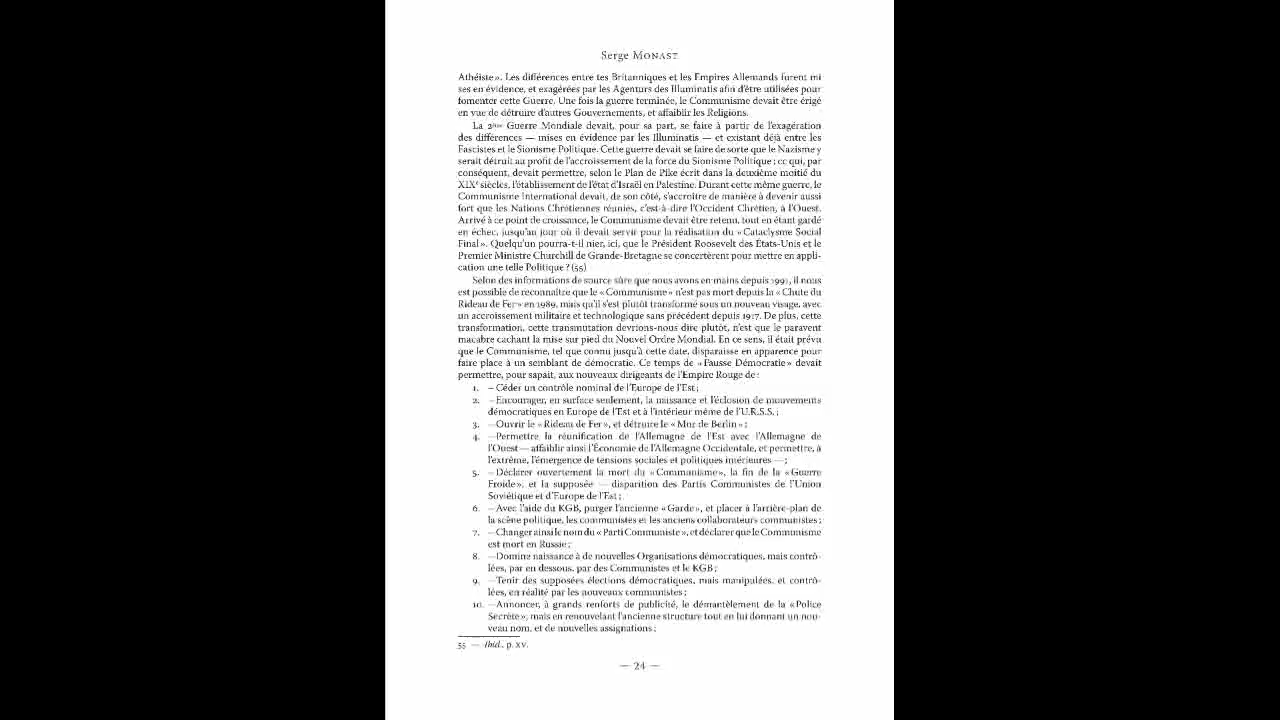 Serge MONAST
Athéiste». Les différences entre les Britanniques et les Empires Allemands furent mi
ses en évidence, et exagérées par les Agenturs des Illuminatis afin d'être utilisées pour
fomenter cette Guerre. Une fois la guerre terminée, le Communisme devait être érigé
en vue de détruire d'autres Gouvernements, et affaiblir les Religions.
La 2ème Guerre Mondiale devait, pour sa part, se faire à partir de l'exagération
des différences — mises en évidence par les Illuminatis — et existant déjà entre les
Fascistes et le Sionisme Politique. Cette guerre devait se faire de sorte que le Nazisme y
serait détruit au profit de l'accroissement de la force du Sionisme Politique; ce qui, par
conséquent, devait permettre, selon le Plan de Pike écrit dans la deuxième moitié du
XIXe siècles, l'établissement de l'état d'Israël en Palestine. Durant cette même guerre, le
Communisme International devait, de son côté, s'accroître de manière à devenir aussi
fort que les Nations Chrétiennes réunies, c'est-à-dire l'Occident Chrétien, à l'Ouest.
Arrivé à ce point de croissance, le Communisme devait être retenu, tout en étant gardé
en échec, jusqu'au jour où il devait servir pour la réalisation du «Cataclysme Social
Final». Quelqu'un pourra-t-il nier, ici, que le Président Roosevelt des États-Unis et le
Premier Ministre Churchill de Grande-Bretagne se concertèrent pour mettre en appli-
cation une telle Politique? (55)
Selon des informations de source sûre que nous avons en mains depuis 1991, il nous
est possible de reconnaître que le «Communisme» n'est pas mort depuis la «Chute du
Rideau de Fer» en 1989, mais qu'il s'est plutôt transformé sous un nouveau visage, avec
un accroissement militaire et technologique sans précédent depuis 1917. De plus, cette
transformation, cette transmutation devrions-nous dire plutôt, n'est que le paravent
macabre cachant la mise sur pied du Nouvel Ordre Mondial. En ce sens, il était prévu
que le Communisme, tel que connu jusqu'à cette date, disparaisse en apparence pour
faire place à un semblant de démocratie. Ce temps de «Fausse Démocratie» devait
permettre, pour sapait, aux nouveaux dirigeants de l'Empire Rouge de:
1. —Céder un contrôle nominal de l'Europe de l'Est;
2. —Encourager, en surface seulement, la naissance et l'éclosion de mouvements
démocratiques en Europe de l'Est et à l'intérieur même de l'U.R.S.S.;
3. —Ouvrir le «Rideau de Fer», et détruire le «Mur de Berlin»;
4. —Permettre la réunification de l'Allemagne de l'Est avec l'Allemagne de
l'Ouest— affaiblir ainsi l'Économie de l'Allemagne Occidentale, et permettre, à
l'extrême, l'émergence de tensions sociales et politiques intérieures —;
5. —Déclarer ouvertement la mort du «Communisme», la fin de la «Guerre
Froide», et la supposée —disparition des Partis Communistes de l'Union
Soviétique et d'Europe de l'Est;
6. —Avec l'aide du KGB, purger l'ancienne «Garde», et placer à l'arrière-plan de
la scène politique, les communistes et les anciens collaborateurs communistes;
7. —Changer ainsi le nom du «Parti Communiste», et déclarer que le Communisme
est mort en Russie;
8. —Domine naissance à de nouvelles Organisations démocratiques, mais contrô-
lées, par en dessous, par des Communistes et le KGB;
9. —Tenir des supposées élections démocratiques, mais manipulées, et contrô-
lées, en réalité par les nouveaux communistes;
10. —Annoncer, à grands renforts de publicité, le démantèlement de la «Police
Secrète», mais en renouvelant l'ancienne structure tout en lui donnant un nou-
veau nom, et de nouvelles assignations;
55 — Ibid., p. XV.
— 24 —